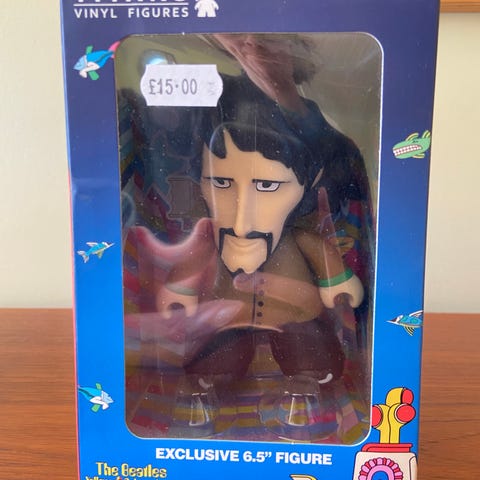 VINYL FIGURES
£15.00
EXCLUSIVE 6.5" FIGURE
The Beatles